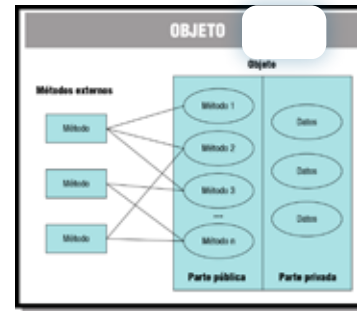 OBJETO
Objeto
Métodos externos
Método
Método
Método
Método 1
Método 2
Método 3
...
Método n
Datos
Datos
Datos
Parte pública
Parte privada